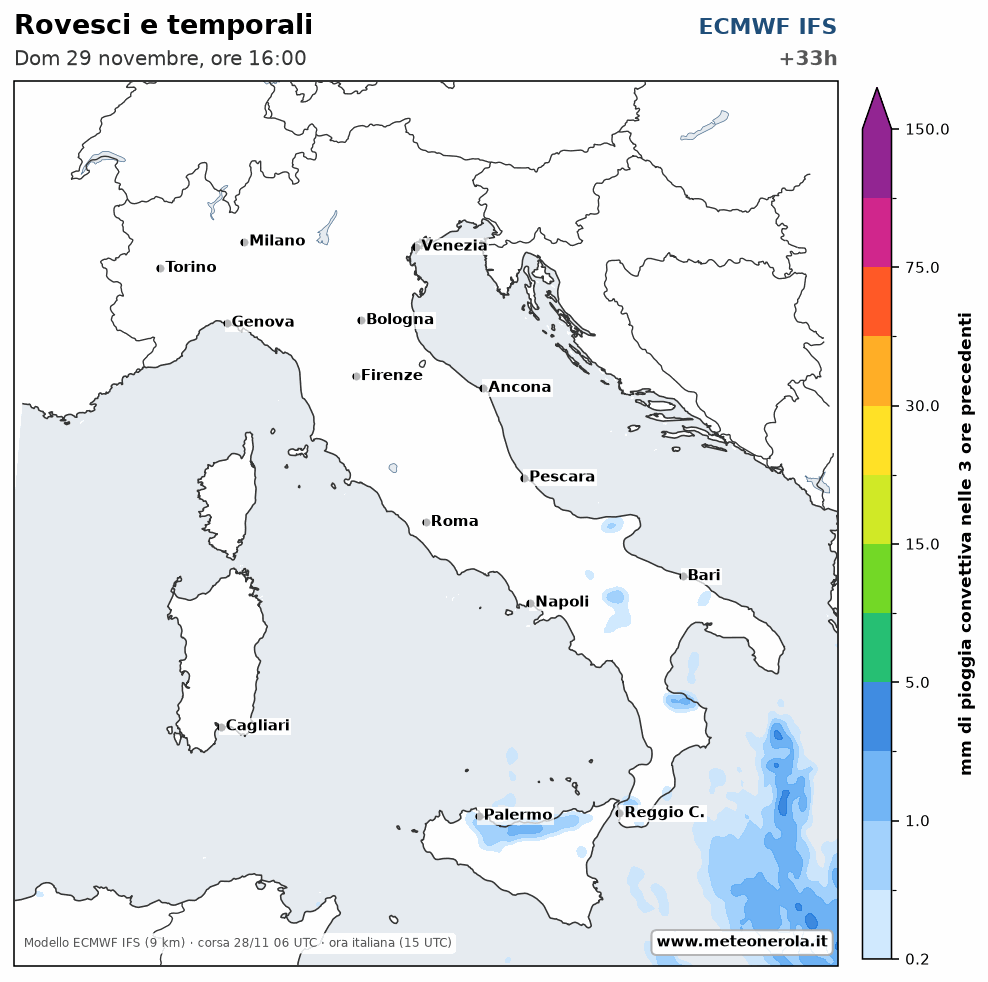 Rovesci e temporali
ECMWF IFS
Dom 29 novembre, ore 16:00
+33h
150.0
75.0
30.0
15.0
5.0
1.0
0.2
mm di pioggia convettiva nelle 3 ore precedenti
Milano
Venezia
Torino
Genova
Bologna
Firenze
Ancona
Pescara
Roma
Bari
Napoli
Cagliari
Palermo
Reggio C.
Modello ECMWF IFS (9 km) · corsa 28/11 06 UTC · ora italiana (15 UTC)
www.meteonerola.it